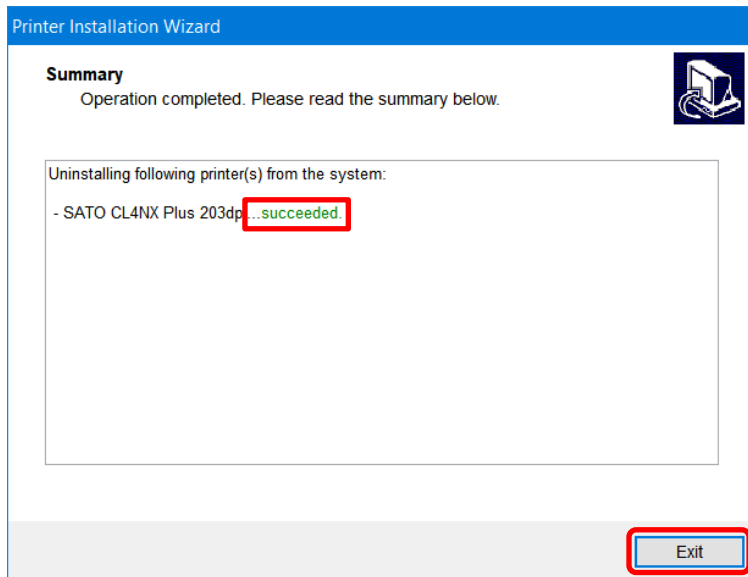 Printer Installation Wizard
Summary
Operation completed. Please read the summary below.
Uninstalling following printer(s) from the system:
- SATO CL4NX Plus 203dp ...succeeded.
Exit